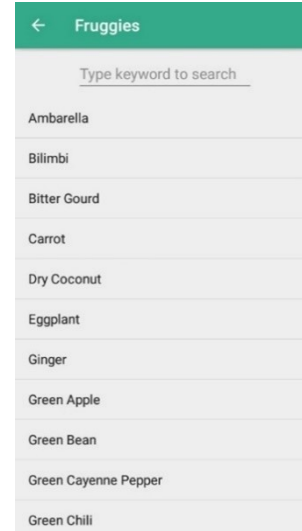 Fruggies
Type keyword to search
Ambarella
Bilimbi
Bitter Gourd
Carrot
Dry Coconut
Eggplant
Ginger
Green Apple
Green Bean
Green Cayenne Pepper
Green Chili